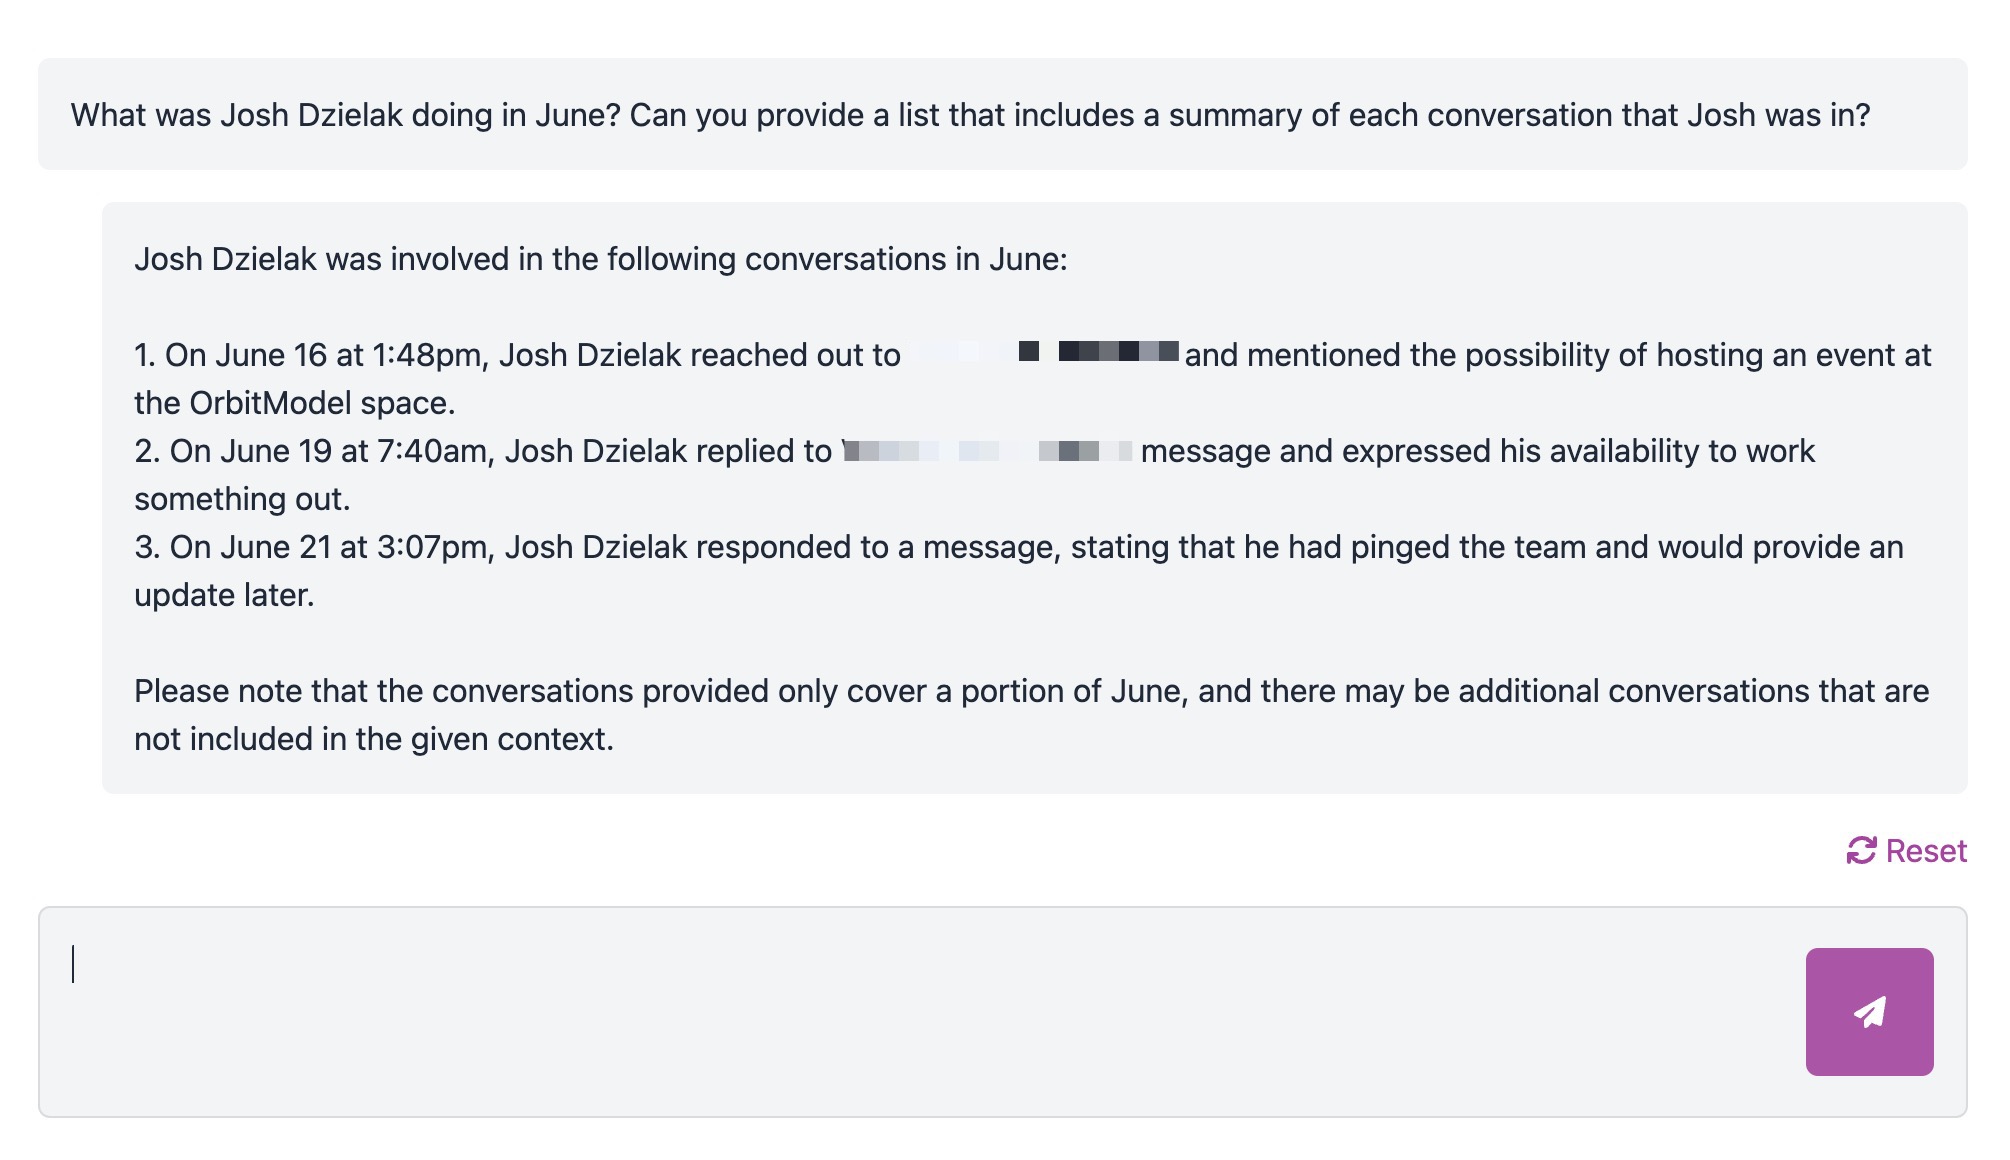 What was Josh Dzielak doing in June? Can you provide a list that includes a summary of each conversation that Josh was in?
Josh Dzielak was involved in the following conversations in June:
1. On June 16 at 1:48pm, Josh Dzielak reached out to and mentioned the possibility of hosting an event at
the OrbitModel space.
2. On June 19 at 7:40am, Josh Dzielak replied to message and expressed his availability to work
something out.
3. On June 21 at 3:07pm, Josh Dzielak responded to a message, stating that he had pinged the team and would provide an
update later.
Please note that the conversations provided only cover a portion of June, and there may be additional conversations that are
not included in the given context.
Reset